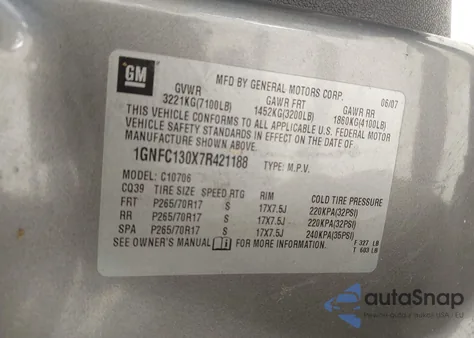 GM
MFD BY GENERAL MOTORS CORP. 06/07
GVWR GAWR FRT GAWR RR
3221KG(7100LB) 1452KG(3200LB) 1860KG(4100LB)
THIS VEHICLE CONFORMS TO ALL APPLICABLE U.S. FEDERAL MOTOR
VEHICLE SAFETY STANDARDS IN EFFECT ON THE DATE OF
MANUFACTURE SHOWN ABOVE.
1GNFC130X7R421188 TYPE: M.P.V.
MODEL: C10706
CQ39 TIRE SIZE SPEED RTG RIM COLD TIRE PRESSURE
FRT P265/70R17 S 17X7.5J 220KPA(32PSI)
RR P265/70R17 S 17X7.5J 220KPA(32PSI)
SPA P265/70R17 S 17X7.5J 240KPA(35PSI)
SEE OWNER'S MANUAL FOR MORE INFORMATION. F 327 LB
T 603 LB
autoSnap